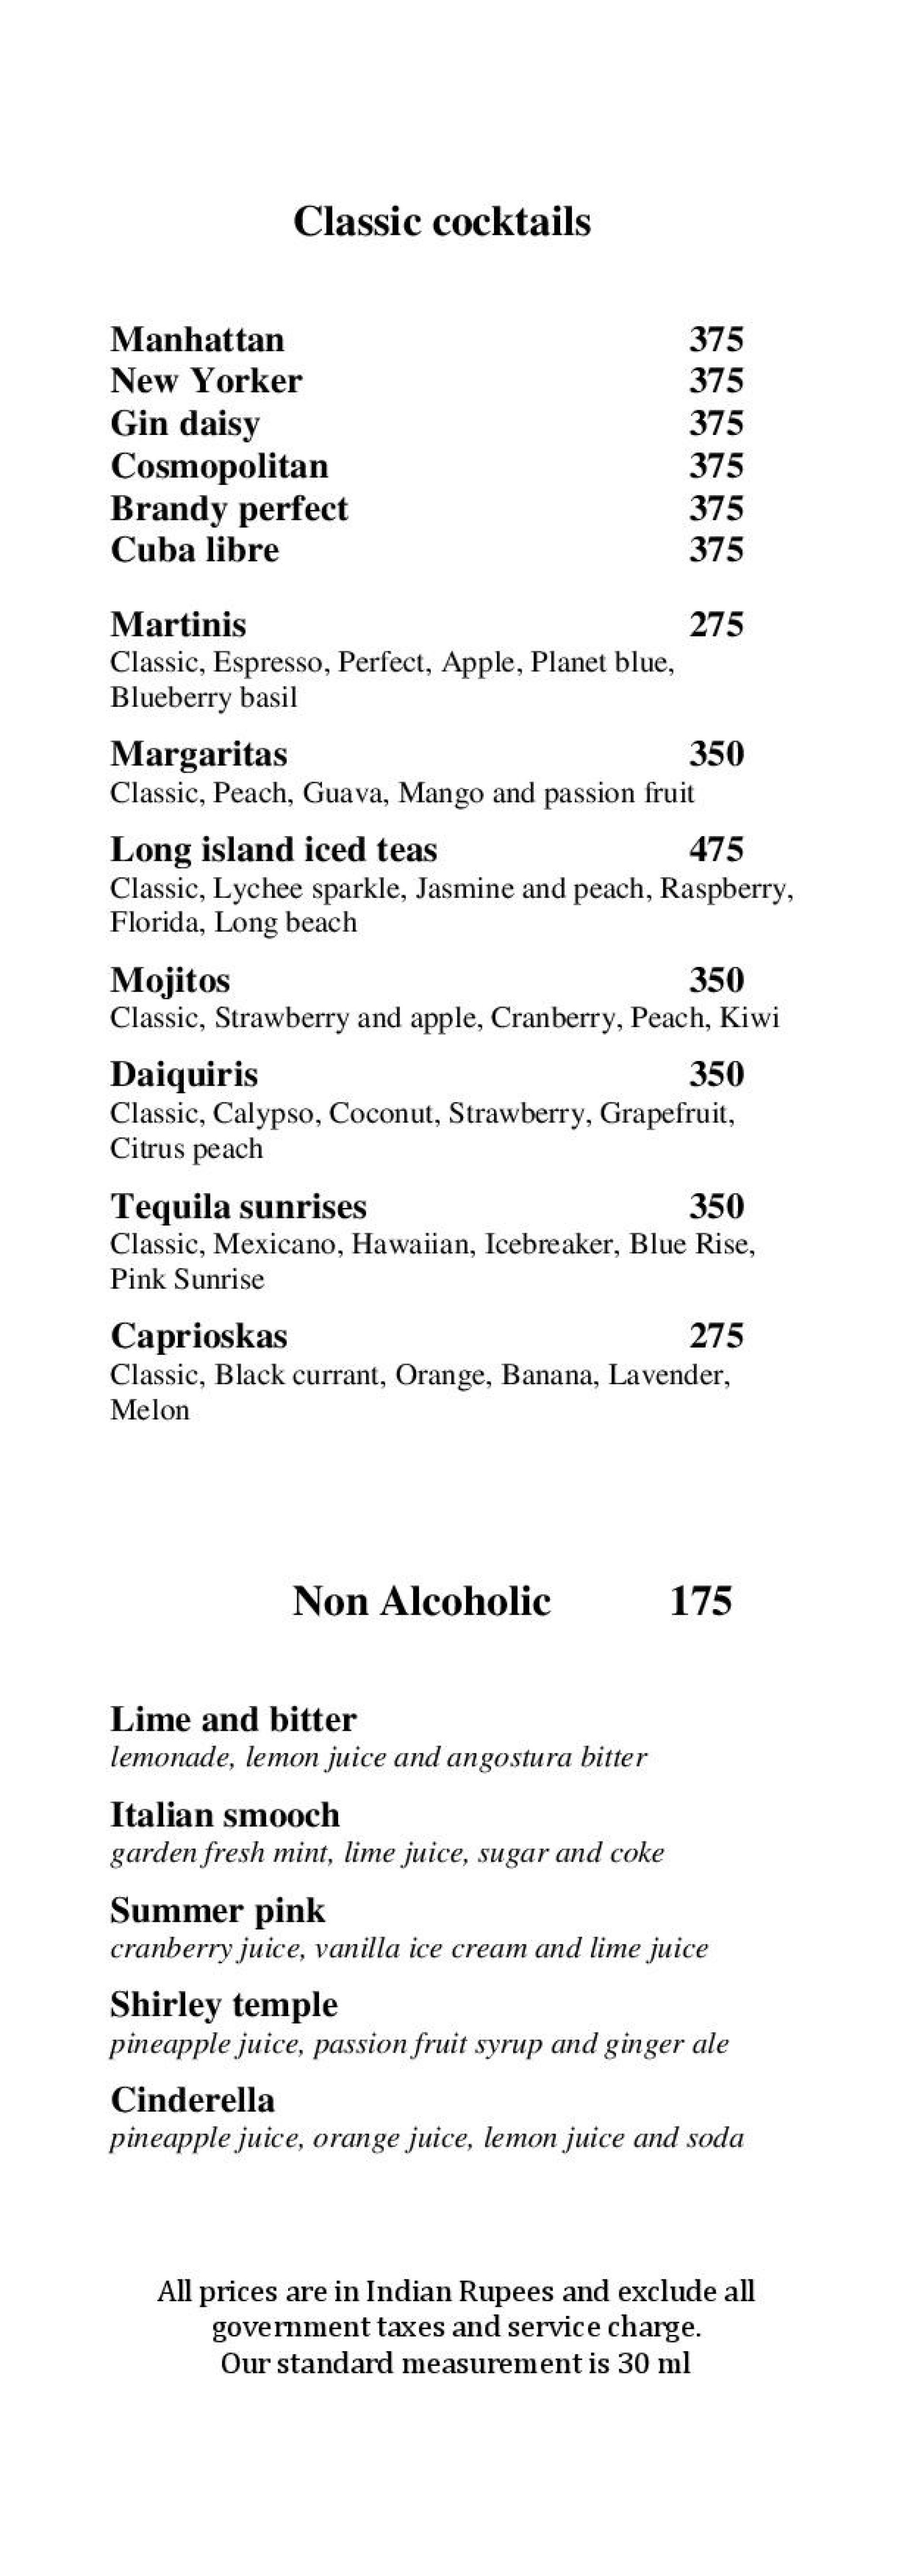 Classic cocktails
Manhattan 375
New Yorker 375
Gin daisy 375
Cosmopolitan 375
Brandy perfect 375
Cuba libre 375
Martinis 275
Classic, Espresso, Perfect, Apple, Planet blue,
Blueberry basil
Margaritas 350
Classic, Peach, Guava, Mango and passion fruit
Long island iced teas 475
Classic, Lychee sparkle, Jasmine and peach, Raspberry,
Florida, Long beach
Mojitos 350
Classic, Strawberry and apple, Cranberry, Peach, Kiwi
Daiquiris 350
Classic, Calypso, Coconut, Strawberry, Grapefruit,
Citrus peach
Tequila sunrises 350
Classic, Mexicano, Hawaiian, Icebreaker, Blue Rise,
Pink Sunrise
Caprioskas 275
Classic, Black currant, Orange, Banana, Lavender,
Melon
Non Alcoholic 175
Lime and bitter
lemonade, lemon juice and angostura bitter
Italian smooch
garden fresh mint, lime juice, sugar and coke
Summer pink
cranberry juice, vanilla ice cream and lime juice
Shirley temple
pineapple juice, passion fruit syrup and ginger ale
Cinderella
pineapple juice, orange juice, lemon juice and soda
All prices are in Indian Rupees and exclude all
government taxes and service charge.
Our standard measurement is 30 ml